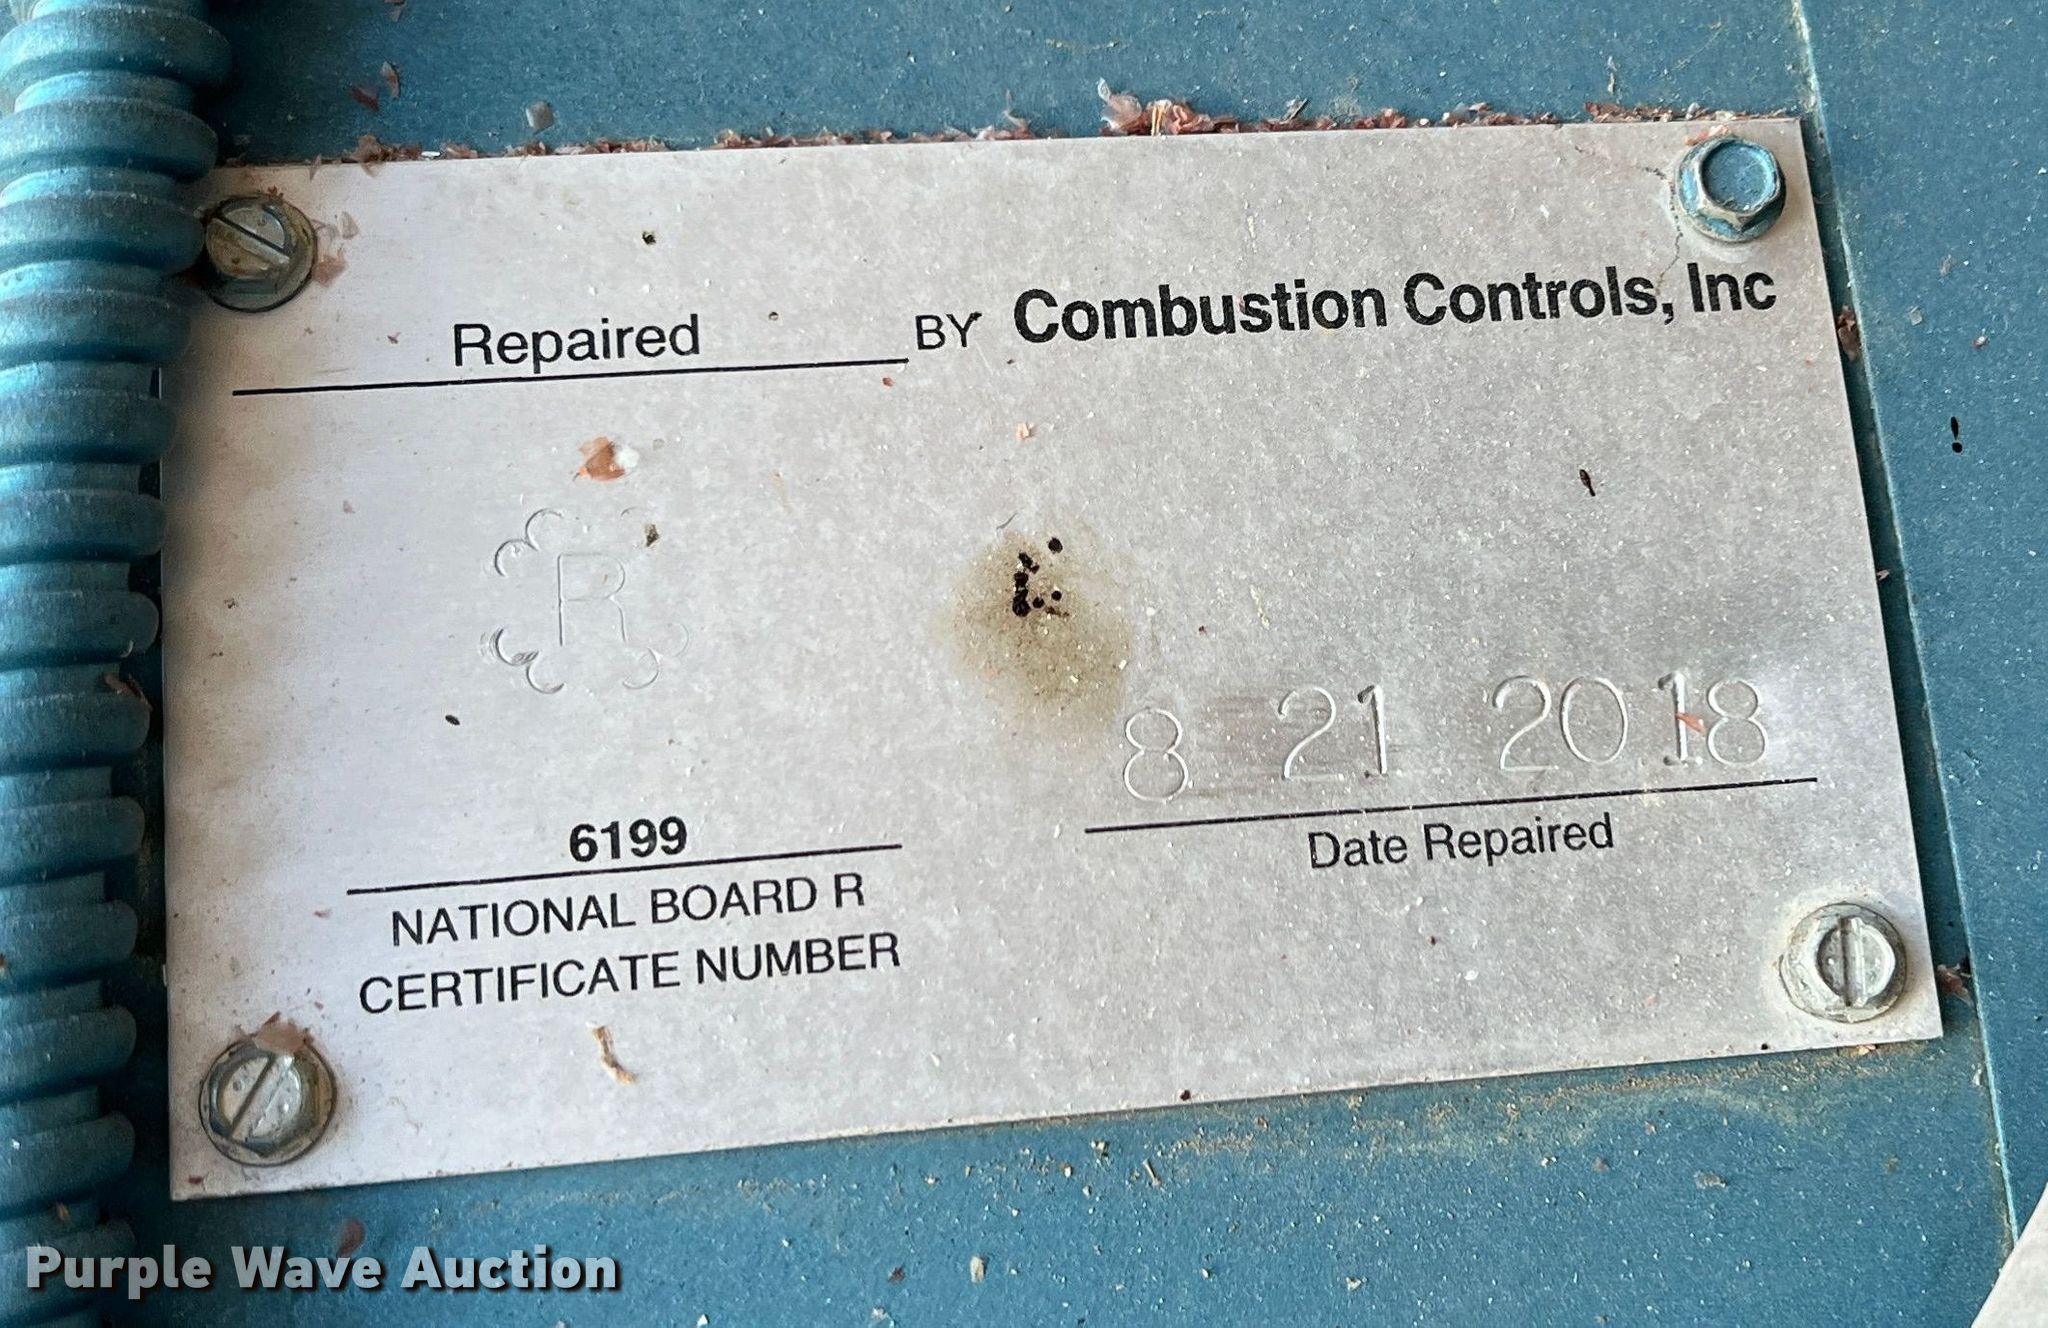 Repaired BY Combustion Controls, Inc
R
8 21 2018
6199
Date Repaired
NATIONAL BOARD R
CERTIFICATE NUMBER
Purple Wave Auction